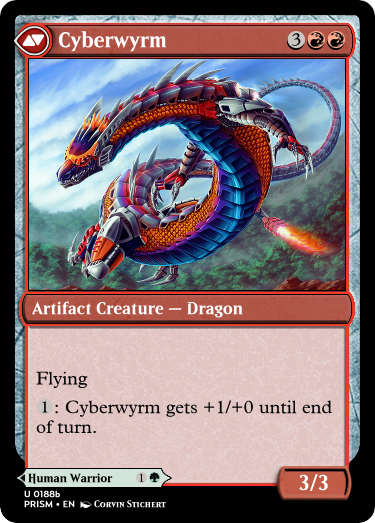 Cyberwyrm 3
Artifact Creature — Dragon
Flying
1: Cyberwyrm gets +1/+0 until end
of turn.
Human Warrior 1
3/3
U 0188b
PRISM • EN Corvin Stichert